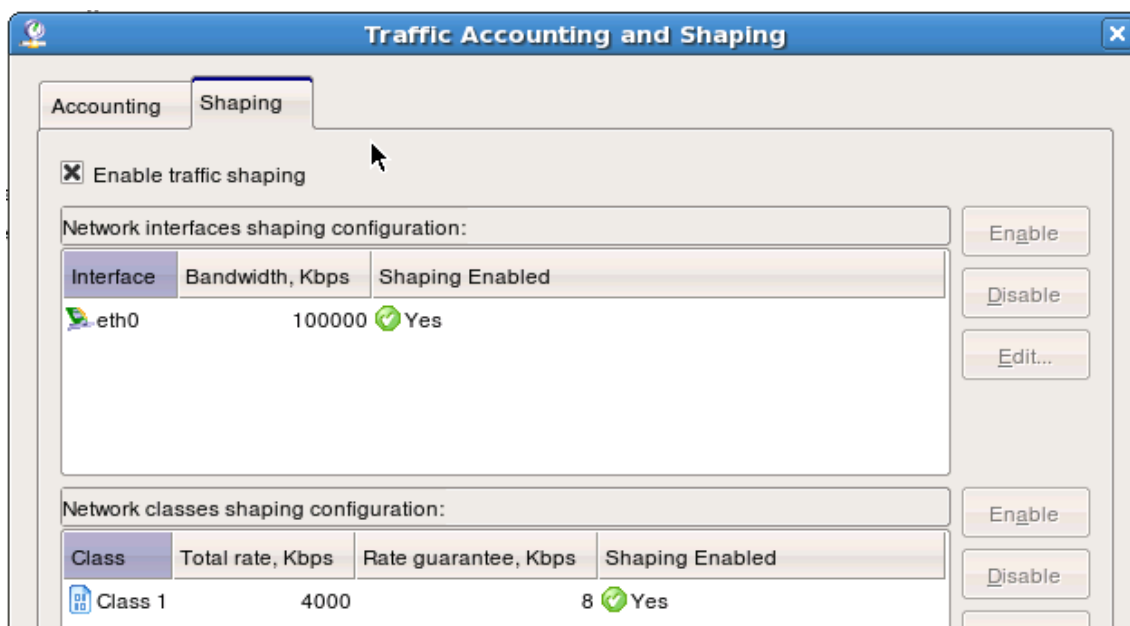 Traffic Accounting and Shaping
Accounting Shaping
Enable traffic shaping
Network interfaces shaping configuration:
Enable
Interface Bandwidth, Kbps Shaping Enabled
Disable
eth0 100000 Yes
Edit...
Network classes shaping configuration:
Enable
Class Total rate, Kbps Rate guarantee, Kbps Shaping Enabled
Disable
Class 1 4000 8 Yes